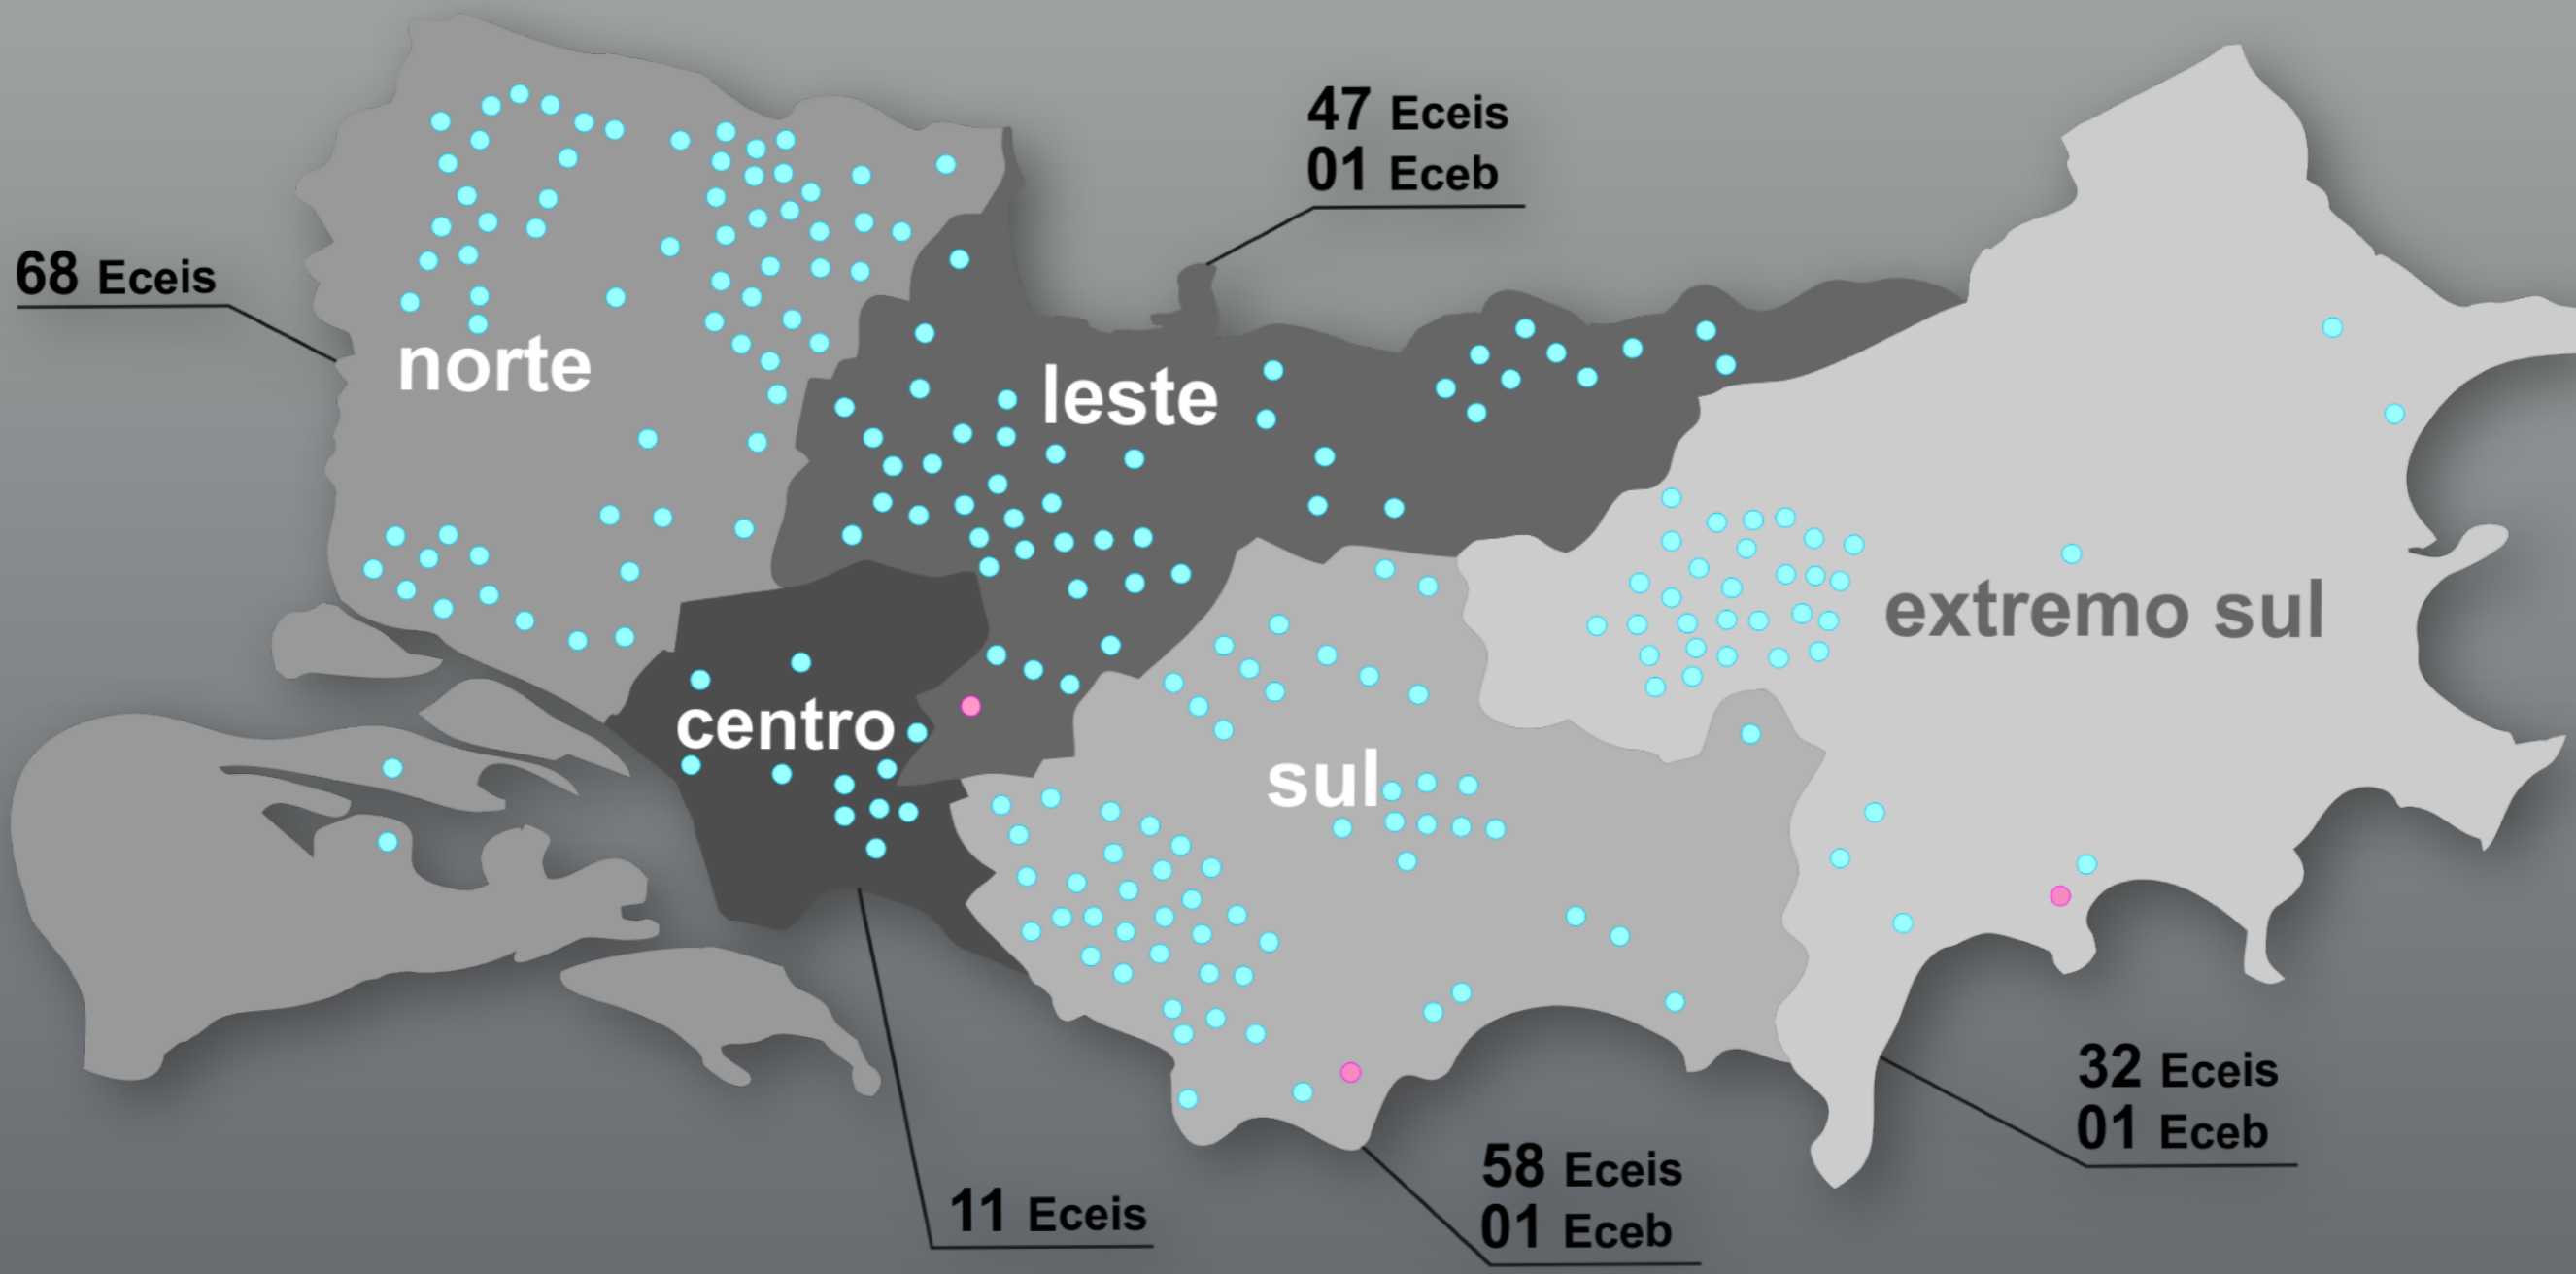 47 Eceis
01 Eceb
68 Eceis
norte
leste
extremo sul
centro
sul
32 Eceis
01 Eceb
58 Eceis
01 Eceb
11 Eceis